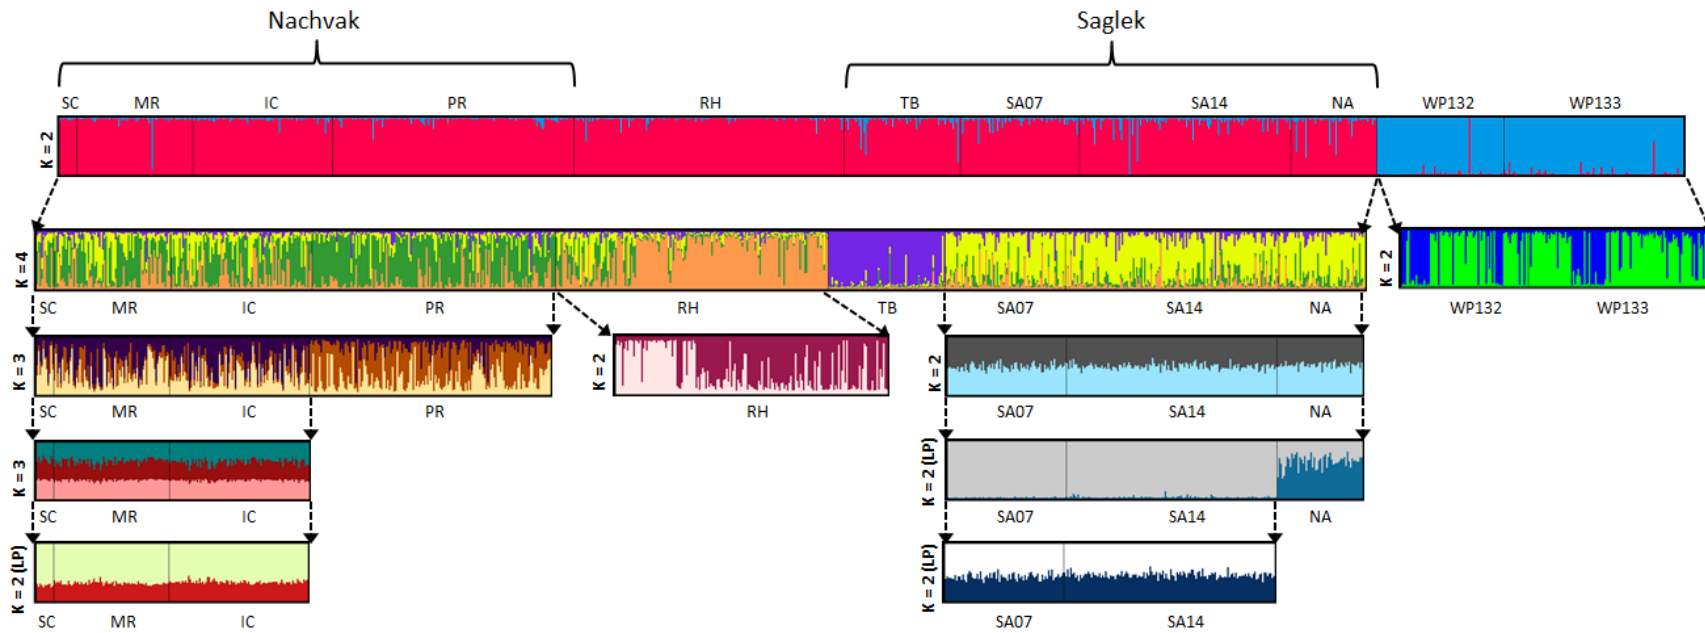 Nachvak Saglek
SC MR IC PR RH TB SA07 SA14 NA WP132 WP133
K = 2
K = 4
K = 2
SC MR IC PR RH TB SA07 SA14 NA WP132 WP133
K = 3
K = 2
K = 2
SC MR IC PR RH SA07 SA14 NA
K = 3
K = 2 (LP)
SC MR IC SA07 SA14 NA
K = 2 (LP)
K = 2 (LP)
SC MR IC SA07 SA14